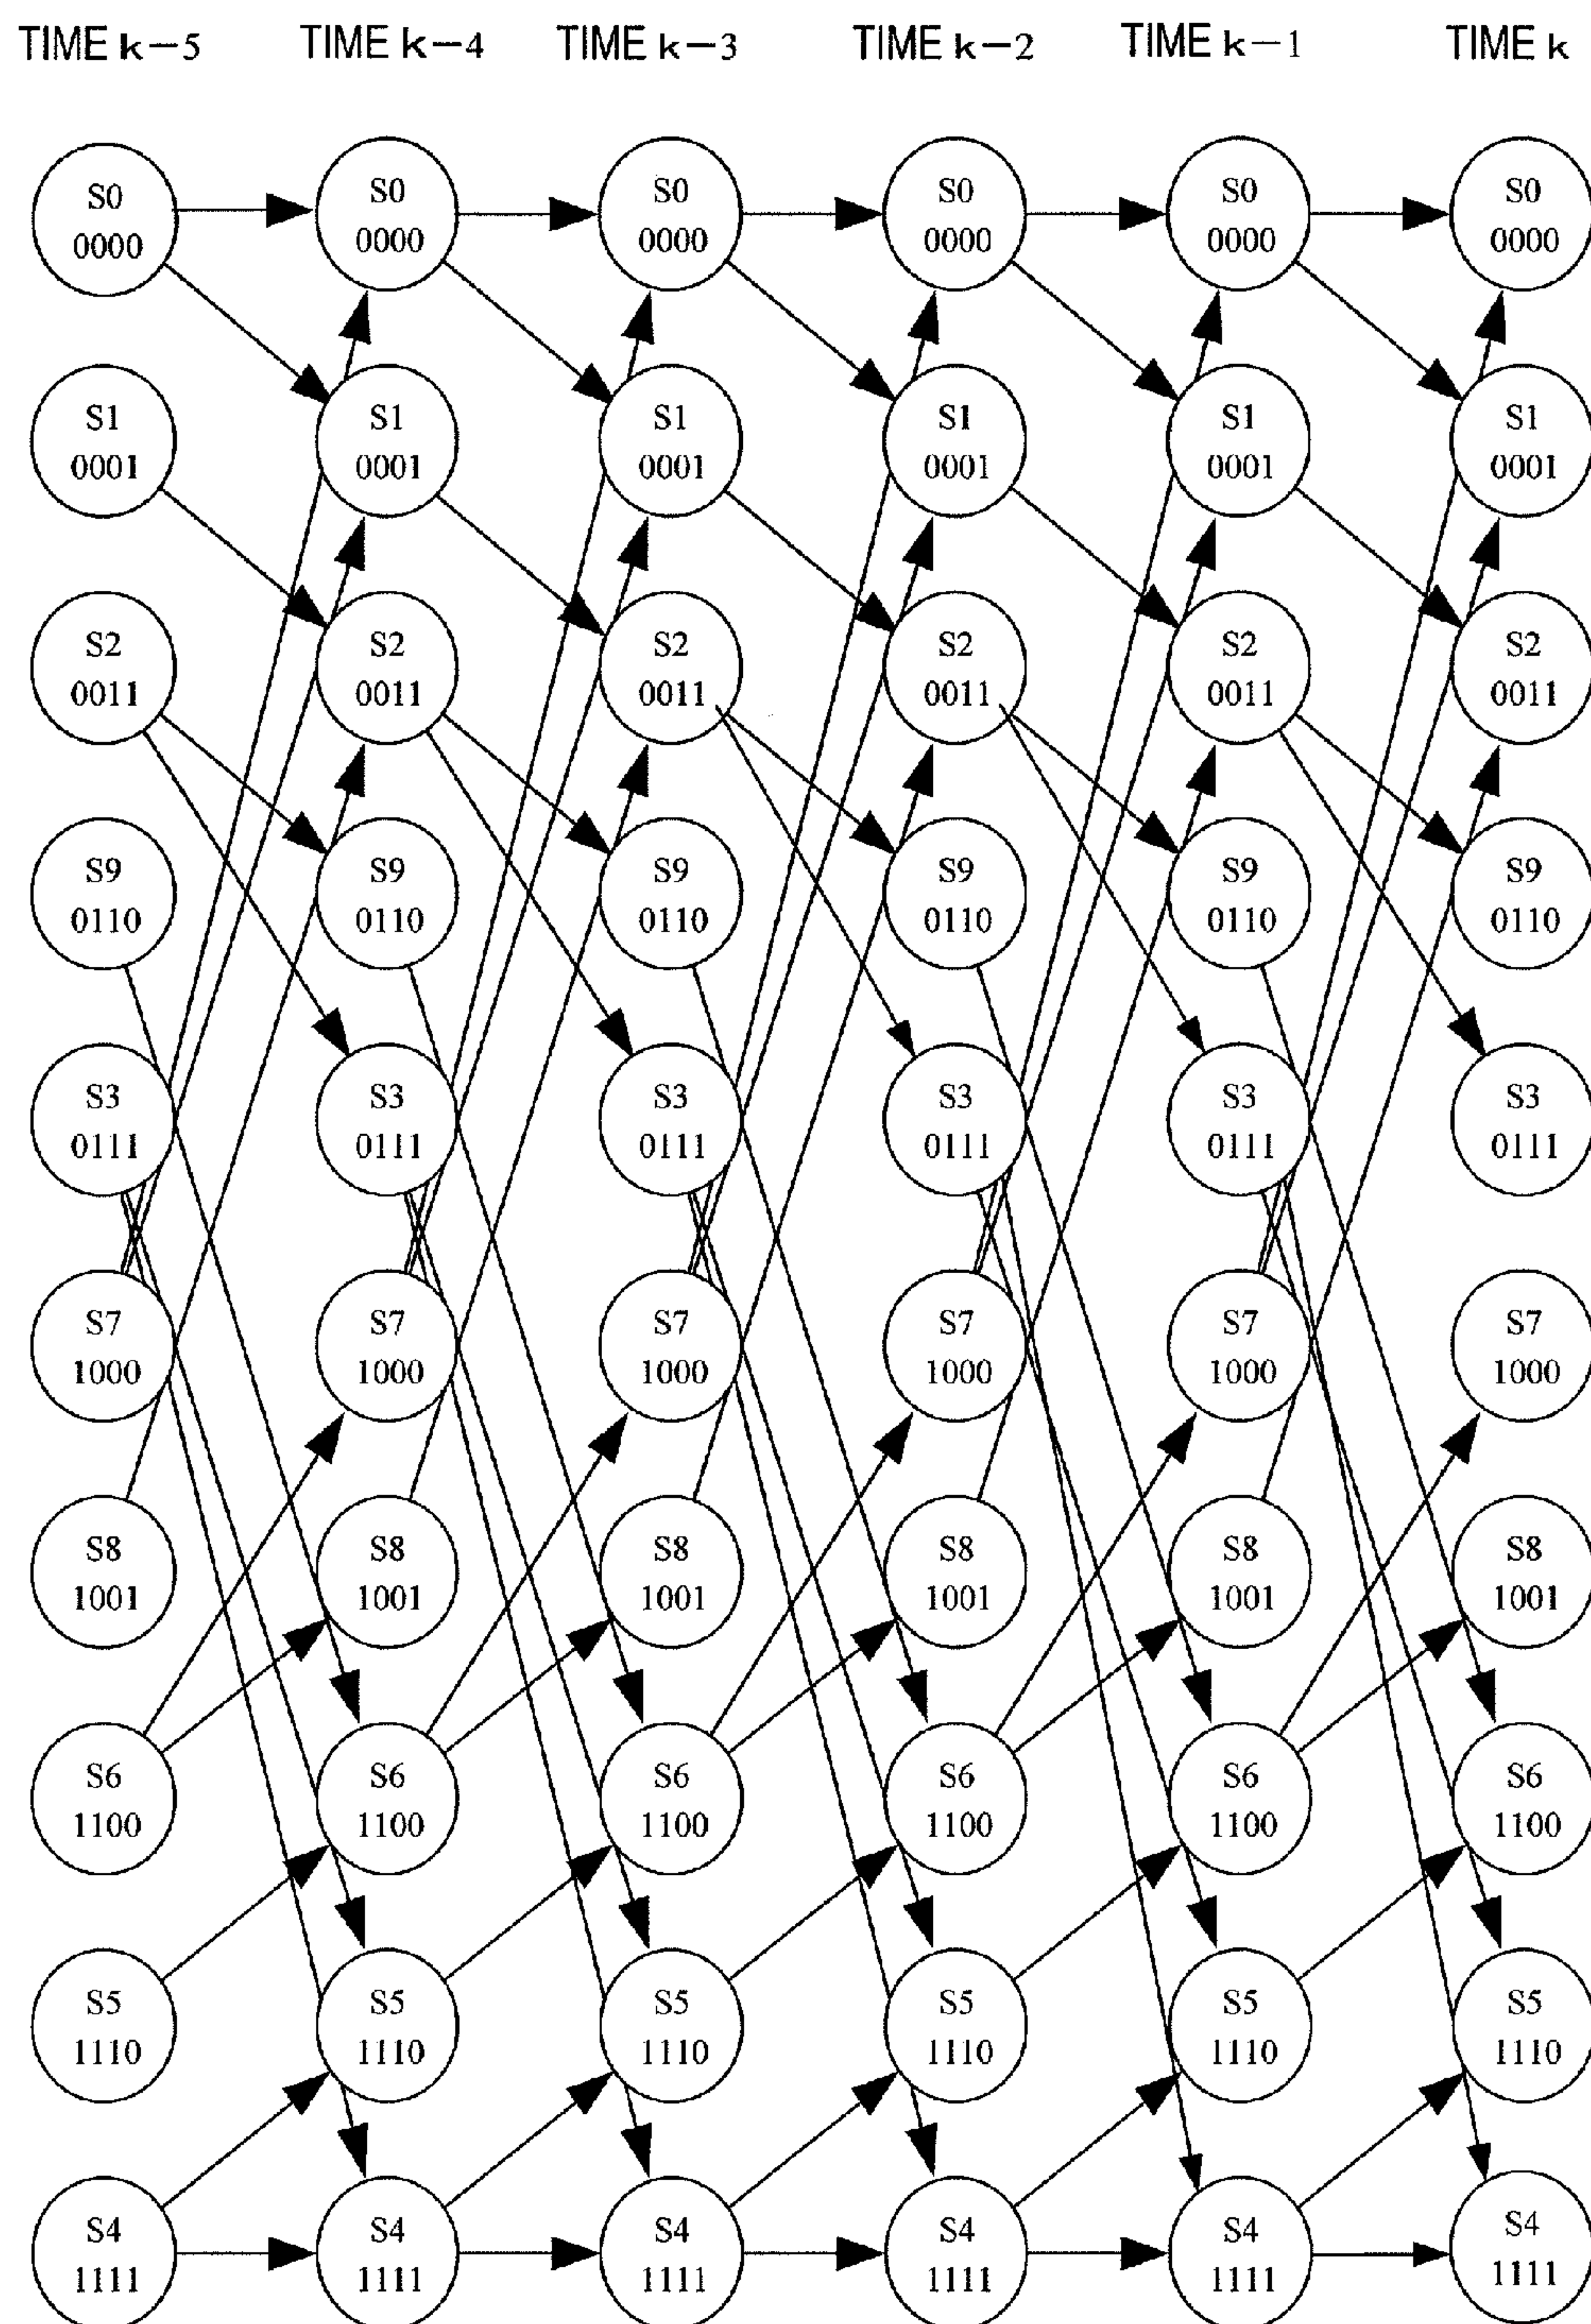 TIME k−5 TIME k−4 TIME k−3 TIME k−2 TIME k−1 TIME k
S0 S0 S0 S0 S0 S0
0000 0000 0000 0000 0000 0000
S1 S1 S1 S1 S1 S1
0001 0001 0001 0001 0001 0001
S2 S2 S2 S2 S2 S2
0011 0011 0011 0011 0011 0011
S9 S9 S9 S9 S9 S9
0110 0110 0110 0110 0110 0110
S3 S3 S3 S3 S3 S3
0111 0111 0111 0111 0111 0111
S7 S7 S7 S7 S7 S7
1000 1000 1000 1000 1000 1000
S8 S8 S8 S8 S8 S8
1001 1001 1001 1001 1001 1001
S6 S6 S6 S6 S6 S6
1100 1100 1100 1100 1100 1100
S5 S5 S5 S5 S5 S5
1110 1110 1110 1110 1110 1110
S4 S4 S4 S4 S4 S4
1111 1111 1111 1111 1111 1111